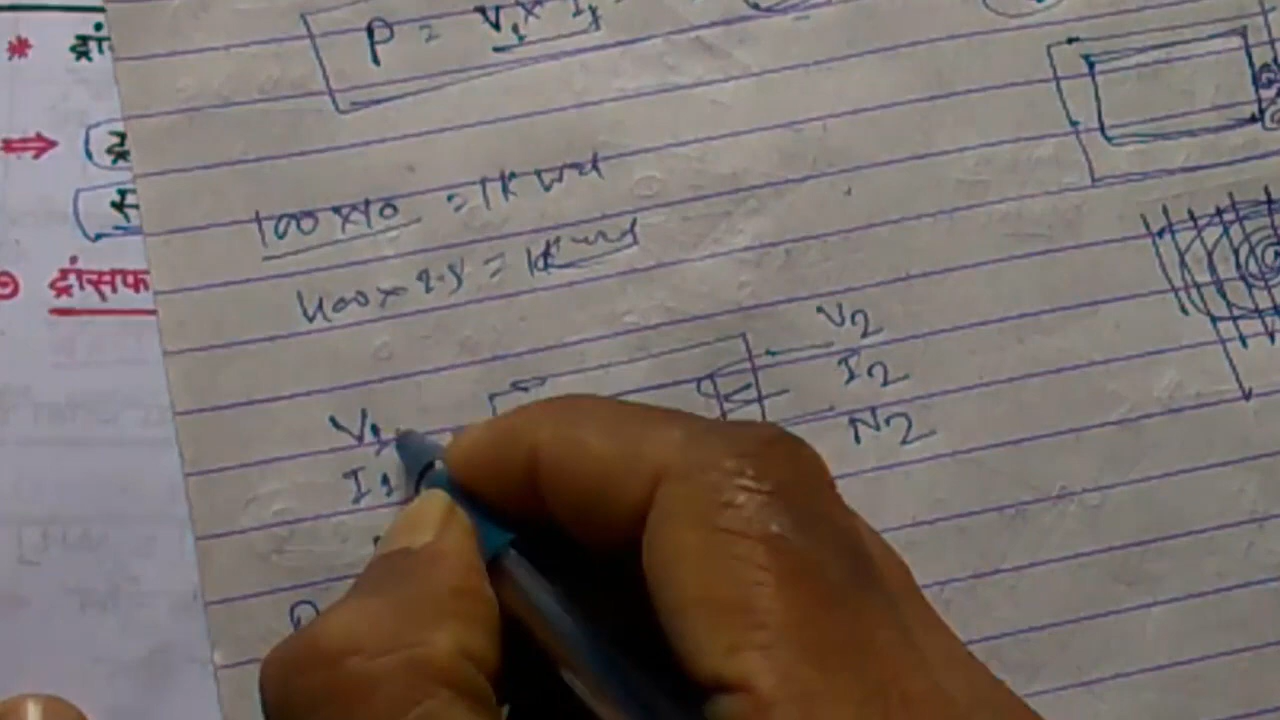 * ट्रां
P = V1 × I1
⇒
100 × 10 = 1K wd
400 × 2.5 = 1K wd
ट्रांसफ
V2
I2
N2
V1
I1